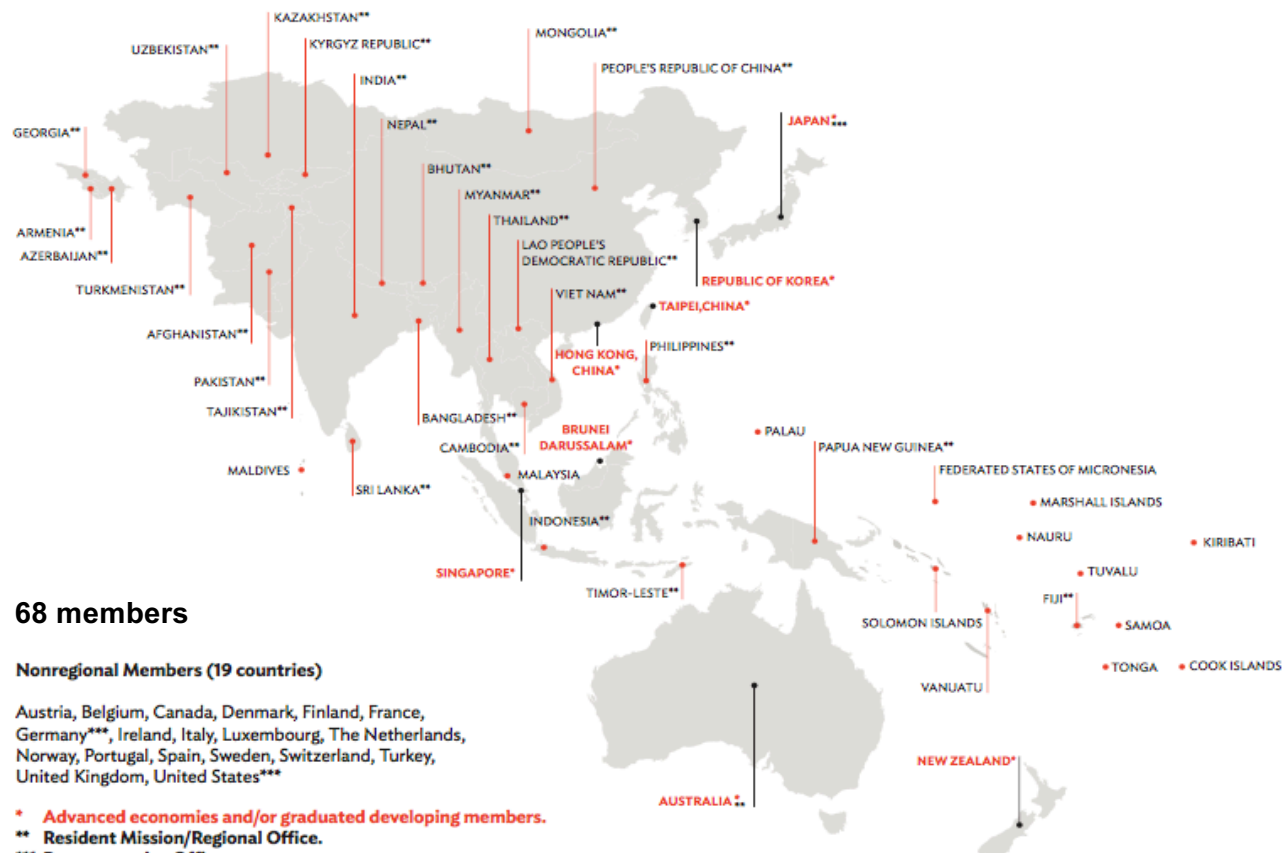 KAZAKHSTAN**
UZBEKISTAN**
KYRGYZ REPUBLIC**
MONGOLIA**
PEOPLE'S REPUBLIC OF CHINA**
INDIA**
GEORGIA**
NEPAL**
JAPAN* ***
BHUTAN**
MYANMAR**
THAILAND**
ARMENIA**
AZERBAIJAN**
LAO PEOPLE'S
DEMOCRATIC REPUBLIC**
TURKMENISTAN**
REPUBLIC OF KOREA*
VIET NAM**
TAIPEI,CHINA*
AFGHANISTAN**
HONG KONG,
CHINA*
PHILIPPINES**
PAKISTAN**
TAJIKISTAN**
BANGLADESH**
BRUNEI
DARUSSALAM*
CAMBODIA**
PALAU
PAPUA NEW GUINEA**
MALDIVES
MALAYSIA
FEDERATED STATES OF MICRONESIA
SRI LANKA**
MARSHALL ISLANDS
INDONESIA**
NAURU
KIRIBATI
SINGAPORE*
TUVALU
TIMOR-LESTE**
FIJI**
68 members
SOLOMON ISLANDS
SAMOA
Nonregional Members (19 countries)
TONGA
COOK ISLANDS
VANUATU
Austria, Belgium, Canada, Denmark, Finland, France,
Germany***, Ireland, Italy, Luxembourg, The Netherlands,
Norway, Portugal, Spain, Sweden, Switzerland, Turkey,
United Kingdom, United States***
NEW ZEALAND*
AUSTRALIA* **
* Advanced economies and/or graduated developing members.
** Resident Mission/Regional Office.